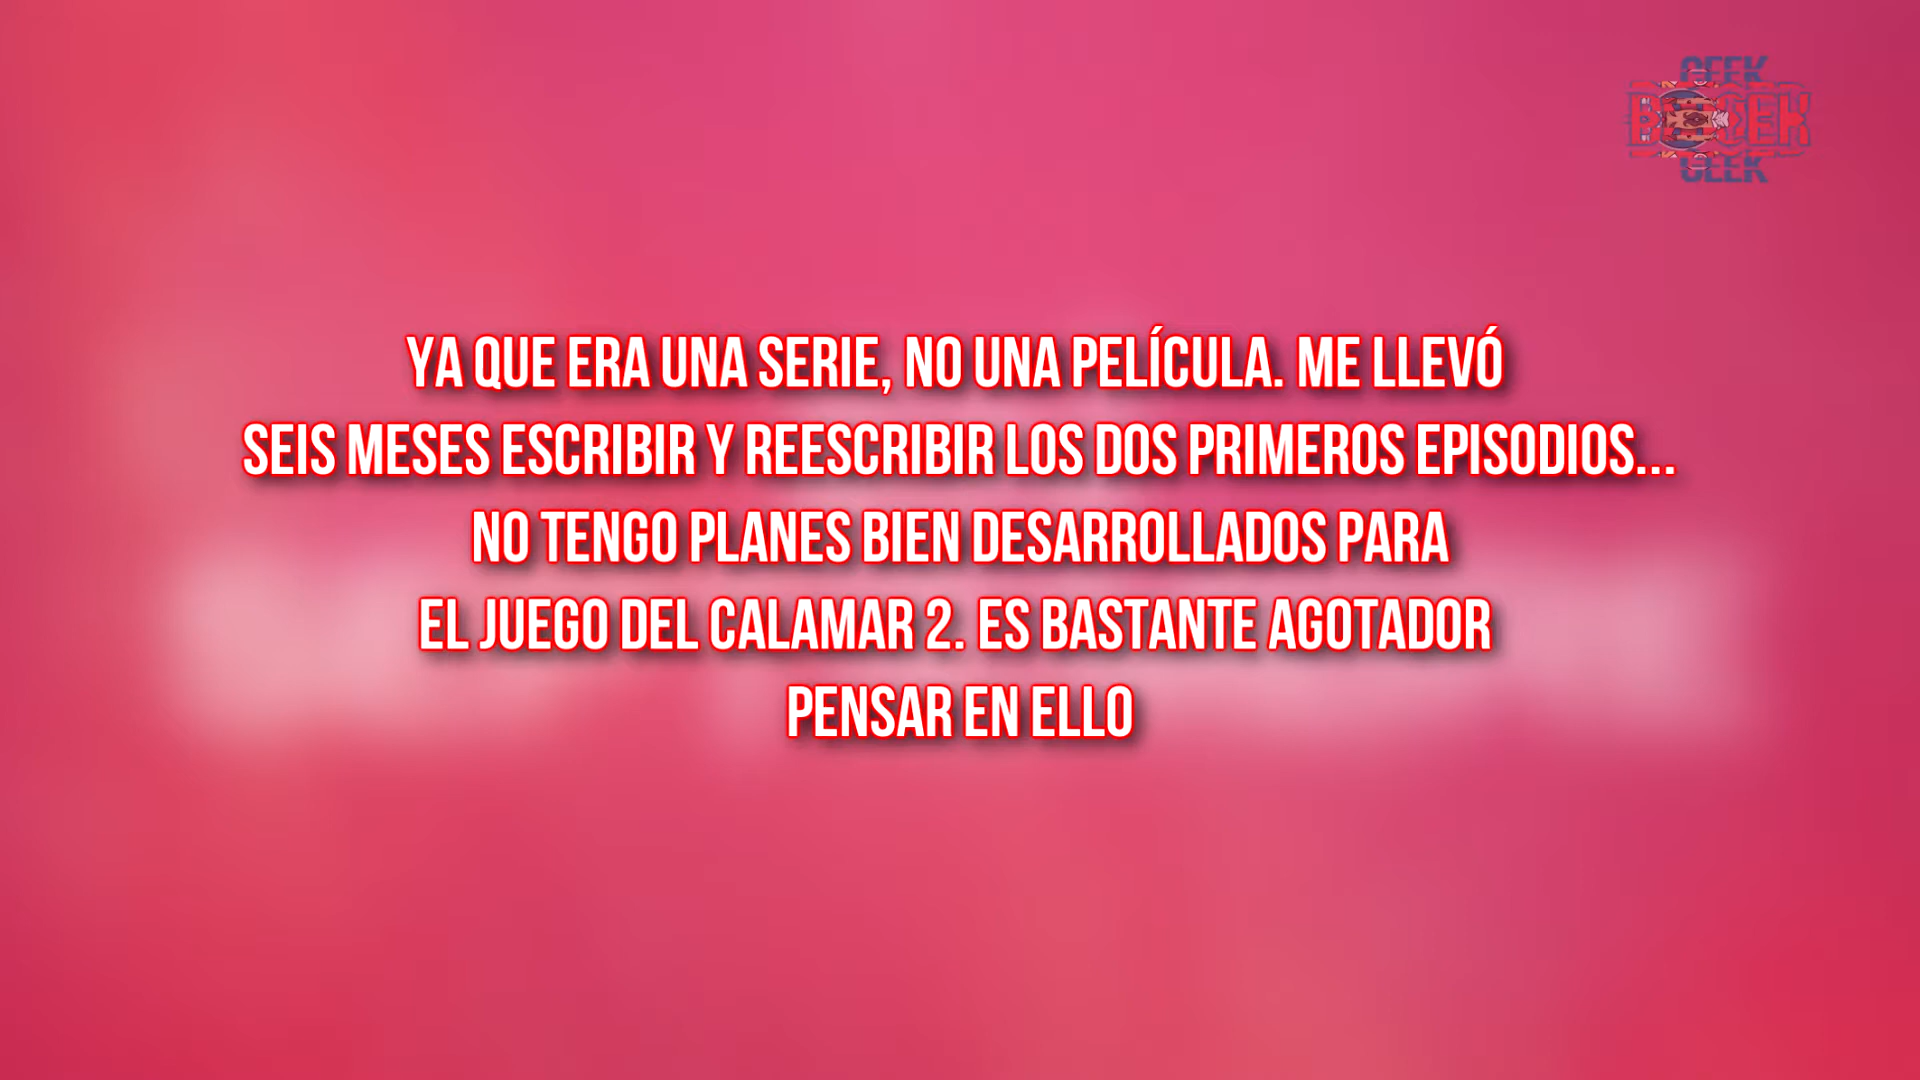 GEEK
YA QUE ERA UNA SERIE, NO UNA PELÍCULA. ME LLEVÓ
SEIS MESES ESCRIBIR Y REESCRIBIR LOS DOS PRIMEROS EPISODIOS...
NO TENGO PLANES BIEN DESARROLLADOS PARA
EL JUEGO DEL CALAMAR 2. ES BASTANTE AGOTADOR
PENSAR EN ELLO